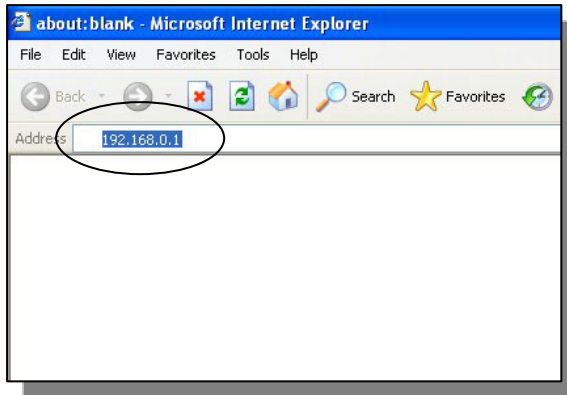 about:blank - Microsoft Internet Explorer
File Edit View Favorites Tools Help
Back Search Favorites
Address 192.168.0.1